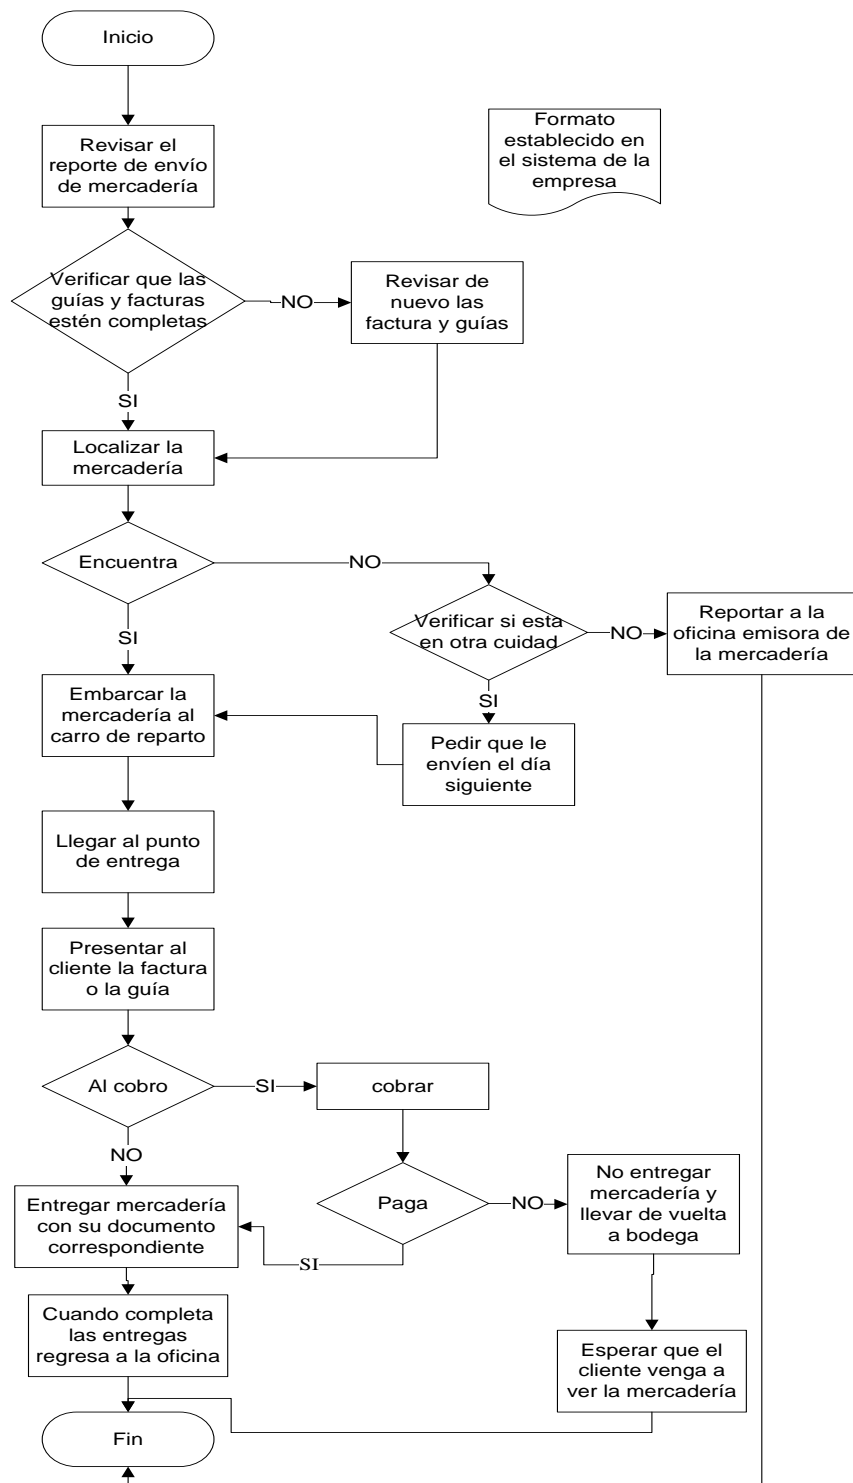 Inicio
Revisar el
reporte de envío
de mercadería
Formato
establecido en
el sistema de la
empresa
Verificar que las
guías y facturas
estén completas
NO
Revisar de
nuevo las
factura y guías
SI
Localizar la
mercadería
Encuentra
NO
Verificar si esta
en otra cuidad
NO
Reportar a la
oficina emisora de
la mercadería
SI
SI
Embarcar la
mercadería al
carro de reparto
Pedir que le
envíen el día
siguiente
Llegar al punto
de entrega
Presentar al
cliente la factura
o la guía
Al cobro
SI
cobrar
NO
Paga
NO
No entregar
mercadería y
llevar de vuelta
a bodega
Entregar mercadería
con su documento
correspondiente
SI
Cuando completa
las entregas
regresa a la oficina
Esperar que el
cliente venga a
ver la mercadería
Fin